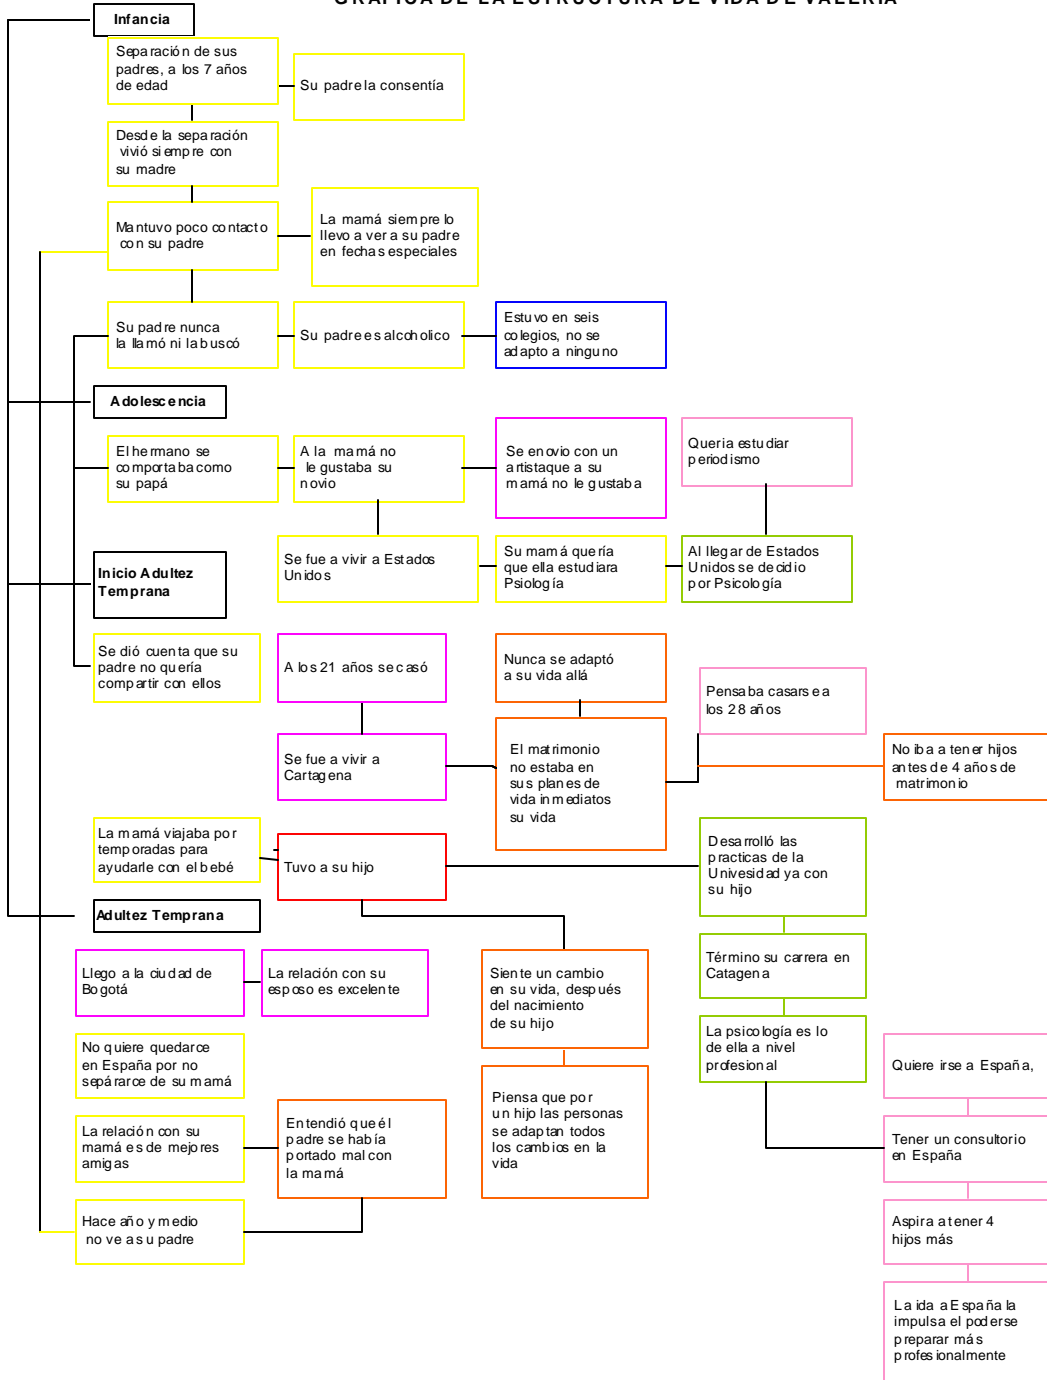 GRAFICA DE LA ESTRUCTURA DE VIDA DE VALERIA
Infancia
Separación de sus
padres, a los 7 años
de edad
Su padre la consentía
Desde la separación
vivió siempre con
su madre
Mantuvo poco contacto
con su padre
La mamá siempre lo
llevo a ver a su padre
en fechas especiales
Su padre nunca
la llamó ni la buscó
Su padre es alcoholico
Estuvo en seis
colegios, no se
adapto a ninguno
Adolescencia
El hermano se
comportaba como
su papá
A la mamá no
le gustaba su
novio
Se enovio con un
artistaque a su
mamá no le gustaba
Queria estudiar
periodismo
Se fue a vivir a Estados
Unidos
Su mamá quería
que ella estudiara
Psiología
Al llegar de Estados
Unidos se decidio
por Psicología
Inicio Adultez
Temprana
Se dió cuenta que su
padre no quería
compartir con ellos
A los 21 años se casó
Nunca se adaptó
a su vida allá
Pensaba casarse a
los 28 años
Se fue a vivir a
Cartagena
El matrimonio
no estaba en
sus planes de
vida inmediatos
su vida
No iba a tener hijos
antes de 4 años de
matrimonio
La mamá viajaba por
temporadas para
ayudarle con el bebé
Tuvo a su hijo
Desarrolló las
practicas de la
Univesidad ya con
su hijo
Adultez Temprana
Llego a la ciudad de
Bogotá
La relación con su
esposo es excelente
Siente un cambio
en su vida, después
del nacimiento
de su hijo
Término su carrera en
Catagena
No quiere quedarce
en España por no
sepárarce de su mamá
La psicología es lo
de ella a nivel
profesional
Quiere irse a España,
La relación con su
mamá es de mejores
amigas
Entendió que él
padre se había
portado mal con
la mamá
Piensa que por
un hijo las personas
se adaptan todos
los cambios en la
vida
Tener un consultorio
en España
Hace año y medio
no ve a su padre
Aspira a tener 4
hijos más
La ida a España la
impulsa el poderse
preparar más
profesionalmente